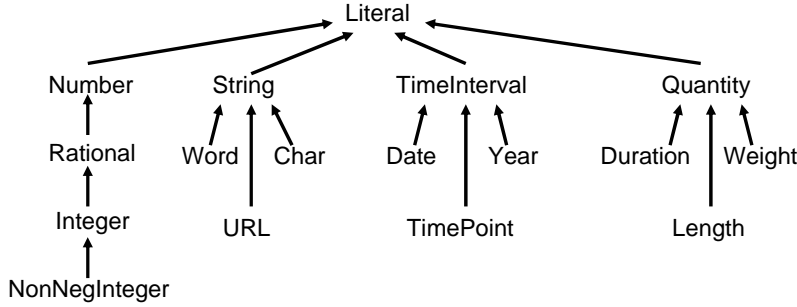 Literal
Number String TimeInterval Quantity
Rational Word Char Date Year Duration Weight
Integer URL TimePoint Length
NonNegInteger